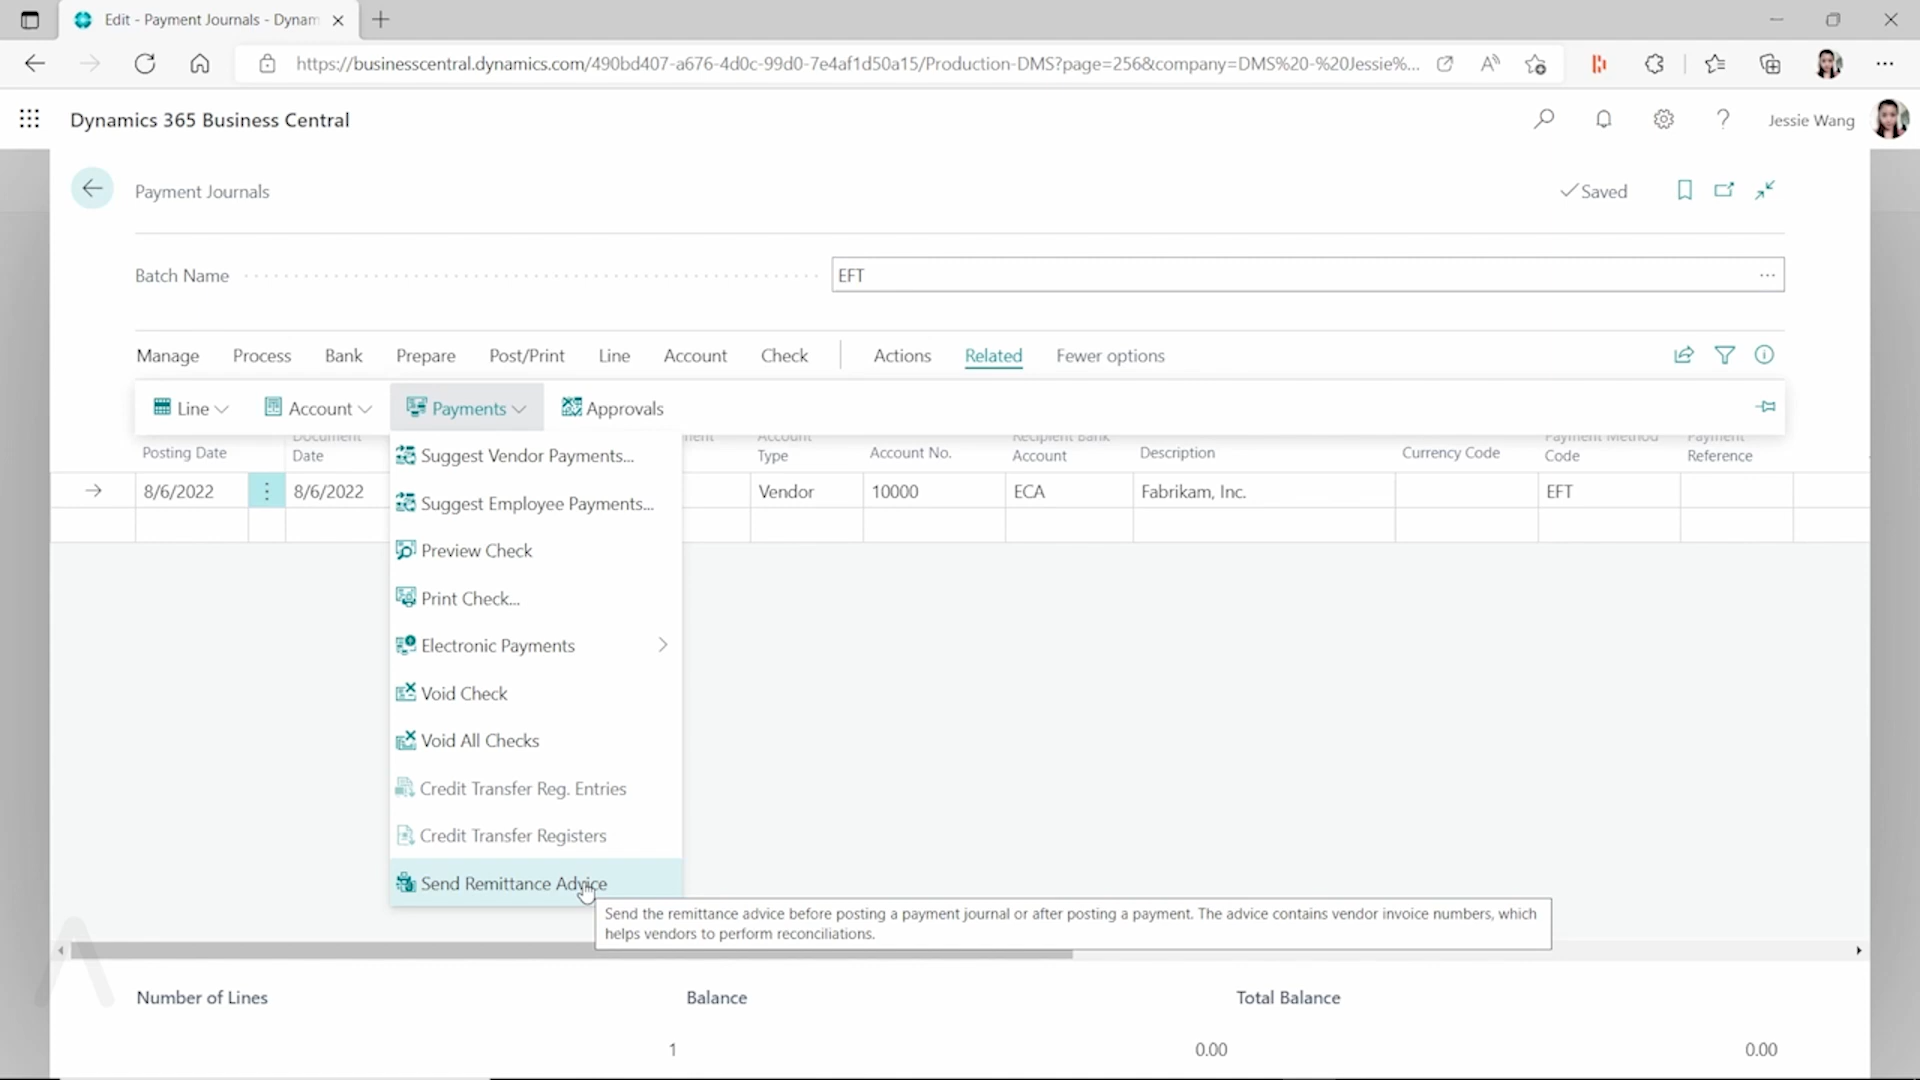 Edit - Payment Journals - Dynam
https://businesscentral.dynamics.com/490bd407-a676-4d0c-99d0-7e4af1d50a15/Production-DMS?page=256&company=DMS%20-%20Jessie%...
Dynamics 365 Business Central
Jessie Wang
Payment Journals
Saved
Batch Name
EFT
Manage Process Bank Prepare Post/Print Line Account Check Actions Related Fewer options
Line Account Payments Approvals
Posting Date
Document Date
Account Type
Account No.
Recipient Bank Account
Description
Currency Code
Payment Method Code
Payment Reference
8/6/2022 8/6/2022 Vendor 10000 ECA Fabrikam, Inc. EFT
Suggest Vendor Payments...
Suggest Employee Payments...
Preview Check
Print Check...
Electronic Payments
Void Check
Void All Checks
Credit Transfer Reg. Entries
Credit Transfer Registers
Send Remittance Advice
Send the remittance advice before posting a payment journal or after posting a payment. The advice contains vendor invoice numbers, which
helps vendors to perform reconciliations.
Number of Lines Balance Total Balance
1 0.00 0.00